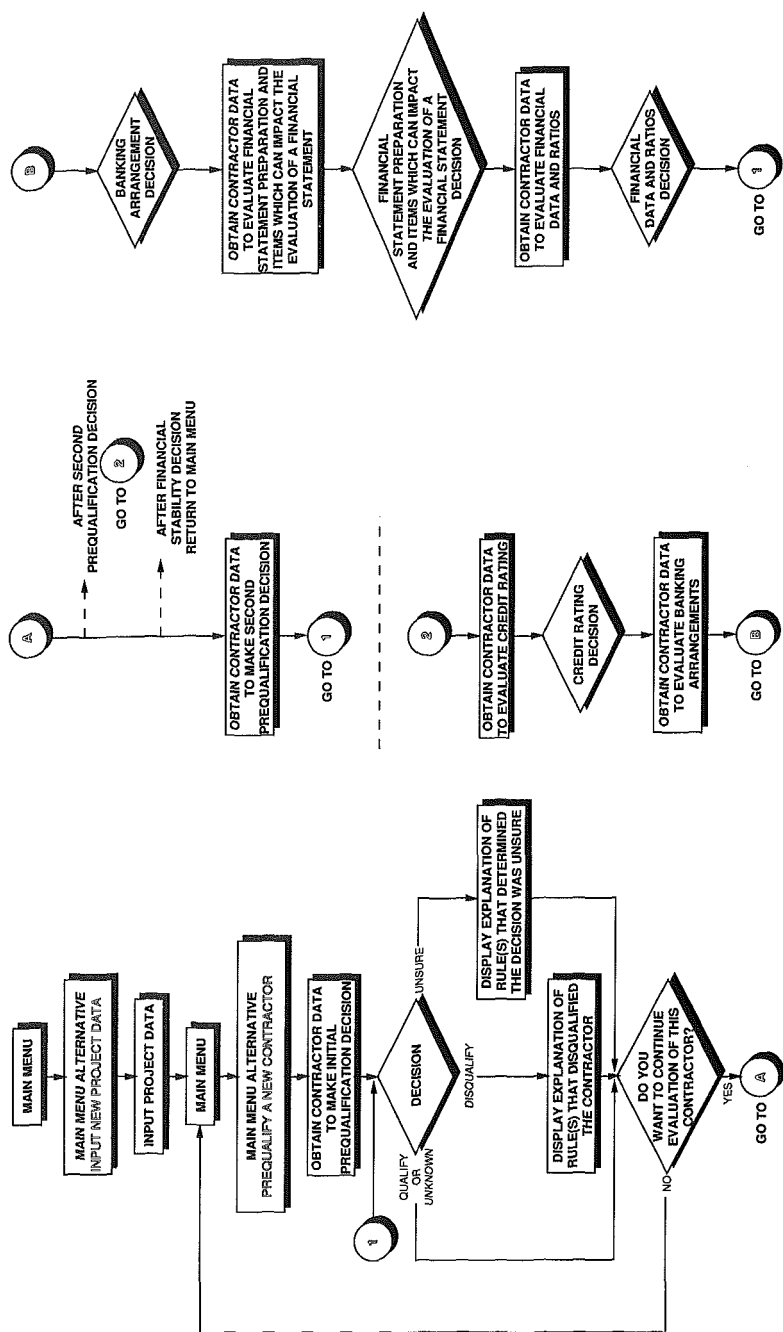 MAIN MENU
MAIN MENU ALTERNATIVE
INPUT NEW PROJECT DATA
INPUT PROJECT DATA
MAIN MENU
MAIN MENU ALTERNATIVE
PREQUALIFY A NEW CONTRACTOR
OBTAIN CONTRACTOR DATA
TO MAKE INITIAL
PREQUALIFICATION DECISION
1
DECISION
QUALIFY
OR
UNKNOWN
DISQUALIFY
UNSURE
DISPLAY EXPLANATION OF
RULE(S) THAT DETERMINED
THE DECISION WAS UNSURE
DISPLAY EXPLANATION OF
RULE(S) THAT DISQUALIFIED
THE CONTRACTOR
DO YOU
WANT TO CONTINUE
EVALUATION OF THIS
CONTRACTOR?
NO
YES
GO TO A
A
AFTER SECOND
PREQUALIFICATION DECISION
GO TO 2
AFTER FINANCIAL
STABILITY DECISION
RETURN TO MAIN MENU
OBTAIN CONTRACTOR DATA
TO MAKE SECOND
PREQUALIFICATION DECISION
GO TO 1
2
OBTAIN CONTRACTOR DATA
TO EVALUATE CREDIT RATING
CREDIT RATING
DECISION
OBTAIN CONTRACTOR DATA
TO EVALUATE BANKING
ARRANGEMENTS
GO TO B
B
BANKING
ARRANGEMENT
DECISION
OBTAIN CONTRACTOR DATA
TO EVALUATE FINANCIAL
STATEMENT PREPARATION AND
ITEMS WHICH CAN IMPACT THE
EVALUATION OF A FINANCIAL
STATEMENT
FINANCIAL
STATEMENT PREPARATION
AND ITEMS WHICH CAN IMPACT
THE EVALUATION OF A
FINANCIAL STATEMENT
DECISION
OBTAIN CONTRACTOR DATA
TO EVALUATE FINANCIAL
DATA AND RATIOS
FINANCIAL
DATA AND RATIOS
DECISION
GO TO 1